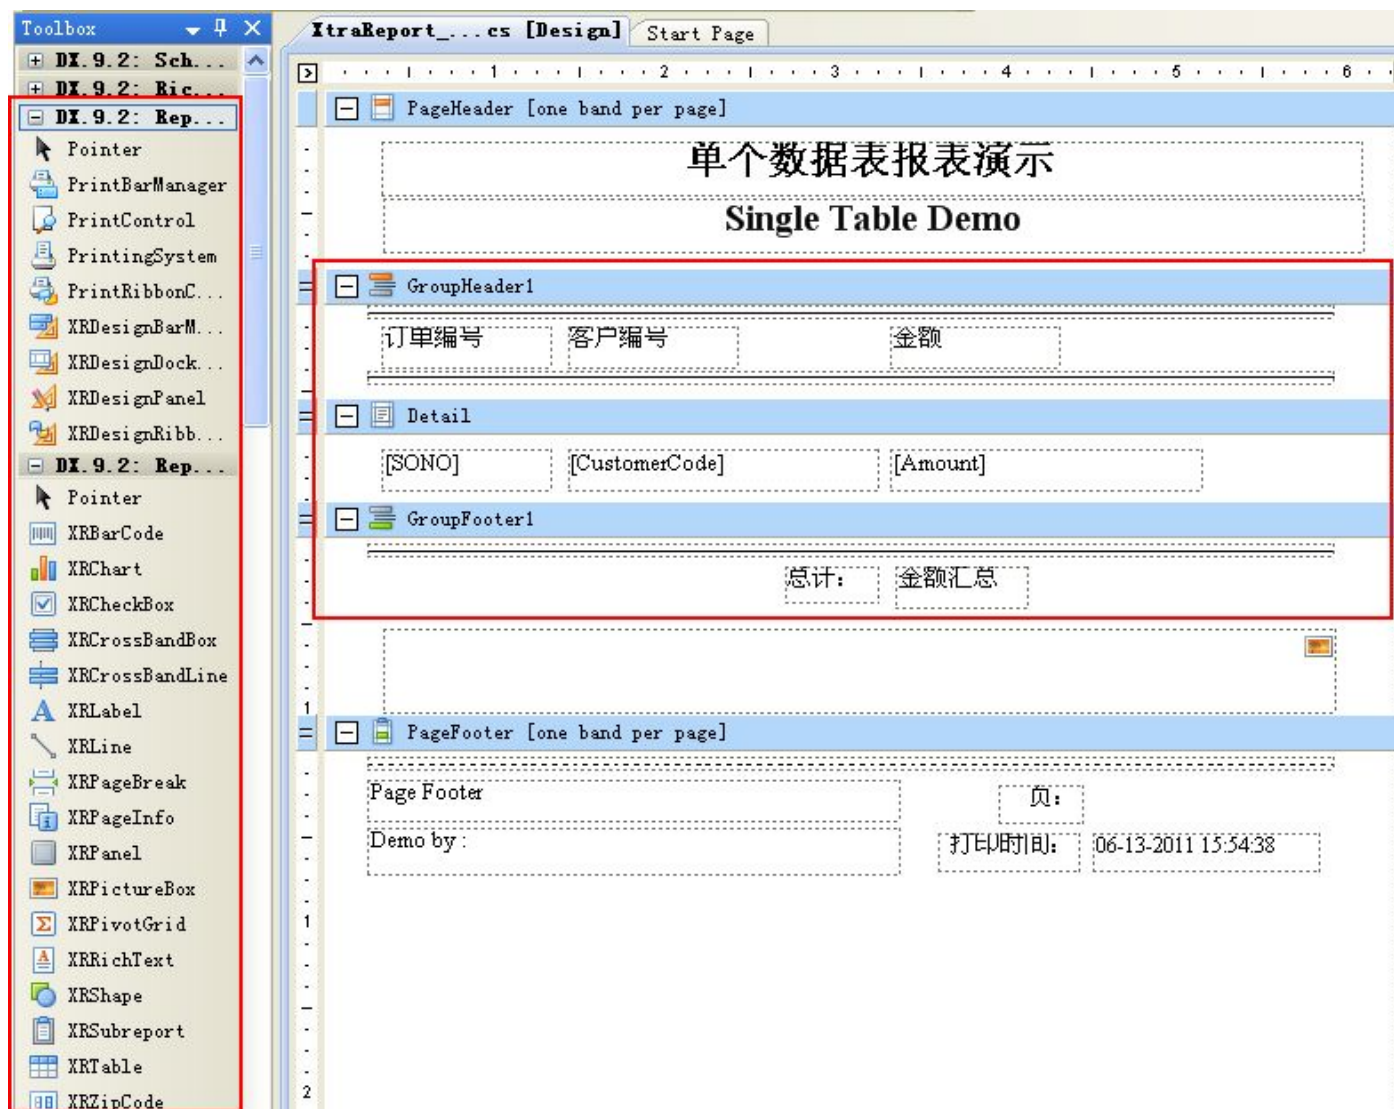 Toolbox
DX.9.2: Sch...
DX.9.2: Ric...
DX.9.2: Rep...
Pointer
PrintBarManager
PrintControl
PrintingSystem
PrintRibbonC...
XRDesignBarM...
XRDesignDock...
XRDesignPanel
XRDesignRibb...
DX.9.2: Rep...
Pointer
XRBarCode
XRChart
XRCheckBox
XRCrossBandBox
XRCrossBandLine
XRLabel
XRLine
XRPageBreak
XRPageInfo
XRPanel
XRPictureBox
XRPivotGrid
XRRichText
XRShape
XRSubreport
XRTable
XRZipCode
XtraReport_...cs [Design] Start Page
1 2 3 4 5 6
PageHeader [one band per page]
单个数据表报表演示
Single Table Demo
GroupHeader1
订单编号 客户编号 金额
Detail
[SONO] [CustomerCode] [Amount]
GroupFooter1
总计: 金额汇总
1
PageFooter [one band per page]
Page Footer 页:
Demo by : 打印时间: 06-13-2011 15:54:38
1
2